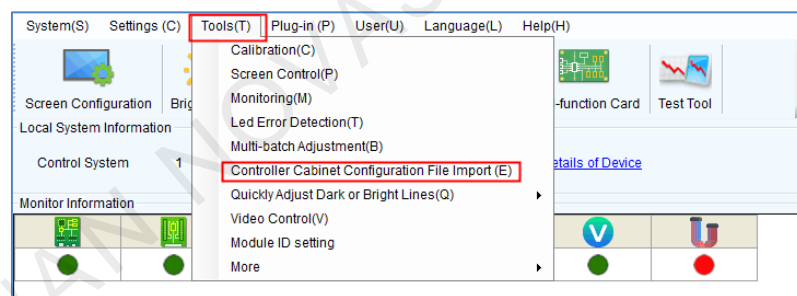 System(S) Settings (C) Tools(T) Plug-in (P) User(U) Language(L) Help(H)
Calibration(C)
Screen Control(P)
Monitoring(M)
Led Error Detection(T)
Multi-batch Adjustment(B)
Controller Cabinet Configuration File Import (E)
Quickly Adjust Dark or Bright Lines(Q)
Video Control(V)
Module ID setting
More
Screen Configuration Brig -function Card Test Tool
Local System Information
Control System 1 etails of Device
Monitor Information
V